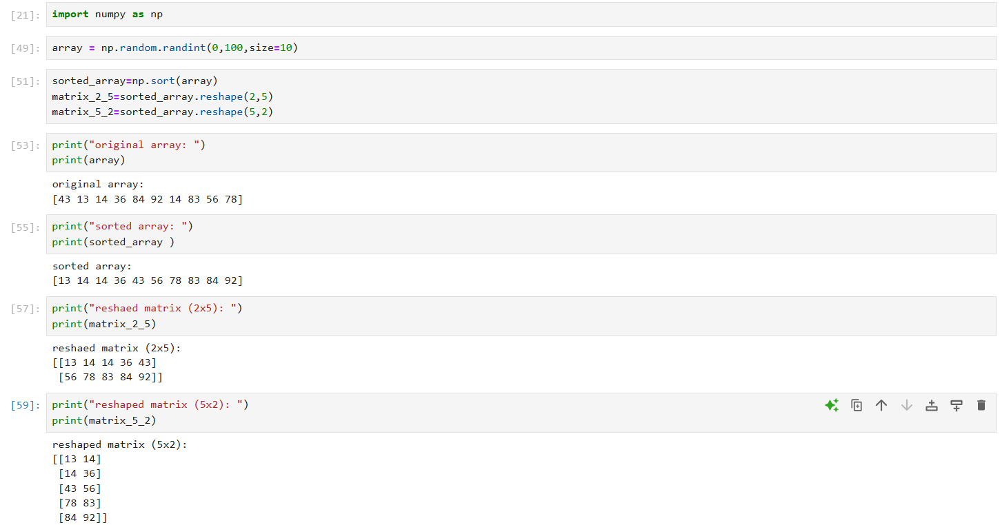 [21]: import numpy as np
[49]: array = np.random.randint(0,100,size=10)
[51]: sorted_array=np.sort(array)
matrix_2_5=sorted_array.reshape(2,5)
matrix_5_2=sorted_array.reshape(5,2)
[53]: print("original array: ")
print(array)
original array:
[43 13 14 36 84 92 14 83 56 78]
[55]: print("sorted array: ")
print(sorted_array )
sorted array:
[13 14 14 36 43 56 78 83 84 92]
[57]: print("reshaed matrix (2x5): ")
print(matrix_2_5)
reshaed matrix (2x5):
[[13 14 14 36 43]
 [56 78 83 84 92]]
[59]: print("reshaped matrix (5x2): ")
print(matrix_5_2)
reshaped matrix (5x2):
[[13 14]
 [14 36]
 [43 56]
 [78 83]
 [84 92]]